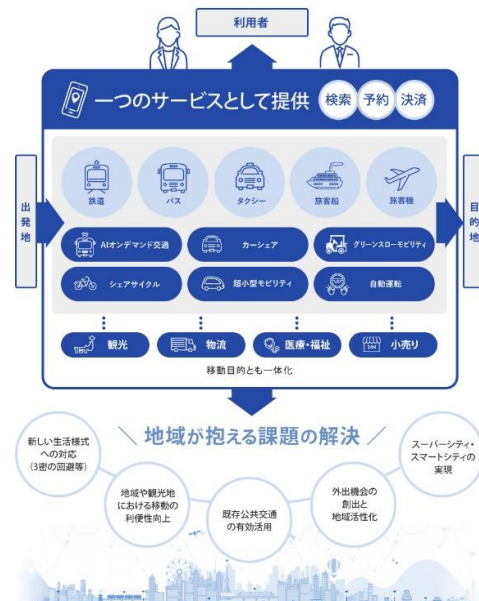 利用者
一つのサービスとして提供
検索
予約
決済
出発地
目的地
鉄道
バス
タクシー
旅客船
旅客機
AIオンデマンド交通
カーシェア
グリーンスローモビリティ
シェアサイクル
超小型モビリティ
自動運転
観光
物流
医療・福祉
24H
小売り
移動目的とも一体化
＼ 地域が抱える課題の解決 ／
新しい生活様式
への対応
(3密の回避等)
地域や観光地
における移動の
利便性向上
既存公共交通
の有効活用
外出機会の
創出と
地域活性化
スーパーシティ・
スマートシティの
実現